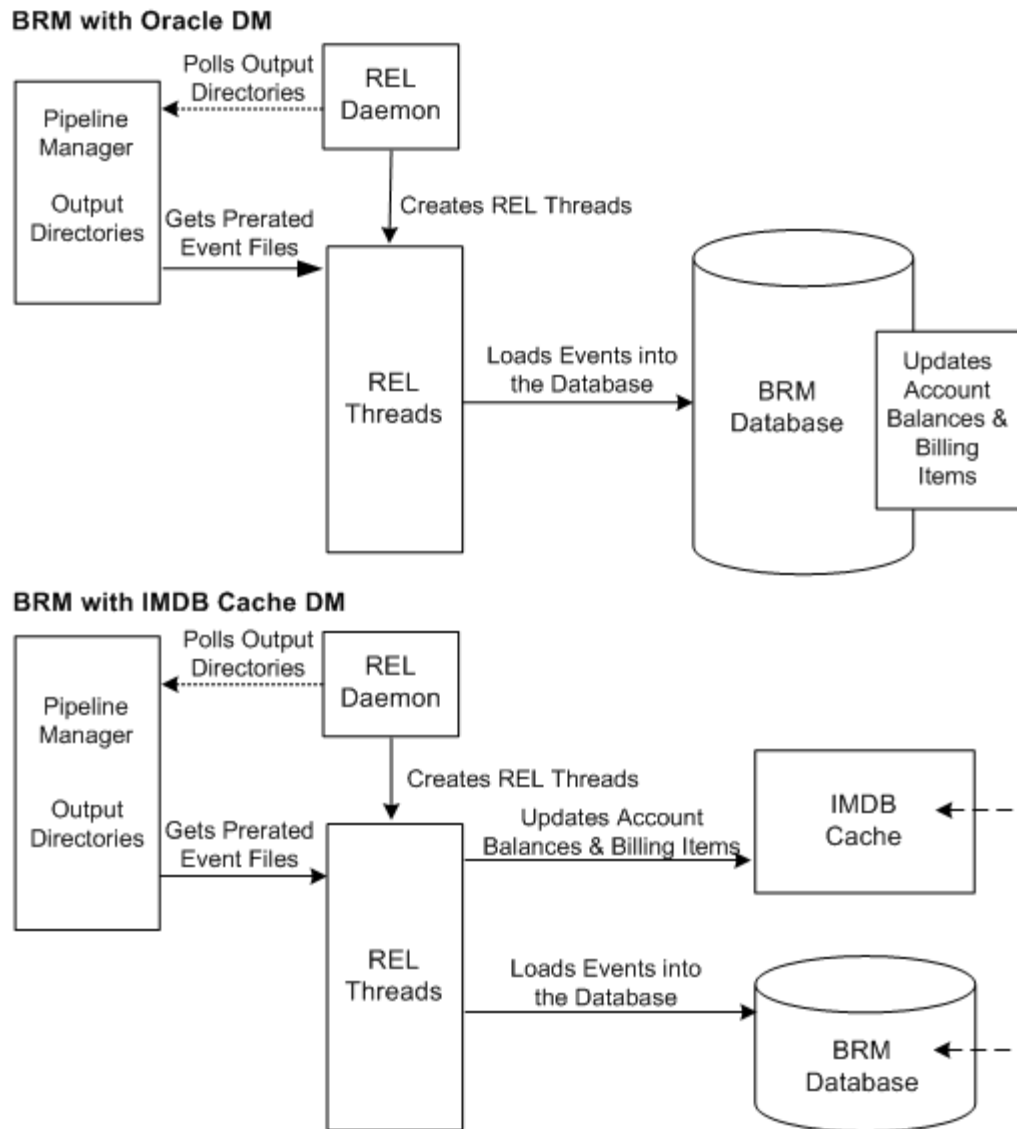 BRM with Oracle DM
Polls Output
Directories
REL
Daemon
Pipeline
Manager
Output
Directories
Creates REL Threads
Gets Prerated
Event Files
REL
Threads
Loads Events into
the Database
BRM
Database
Updates
Account
Balances &
Billing
Items
BRM with IMDB Cache DM
Polls Output
Directories
REL
Daemon
Pipeline
Manager
Output
Directories
Creates REL Threads
Gets Prerated
Event Files
Updates Account
Balances & Billing Items
IMDB
Cache
REL
Threads
Loads Events into
the Database
BRM
Database